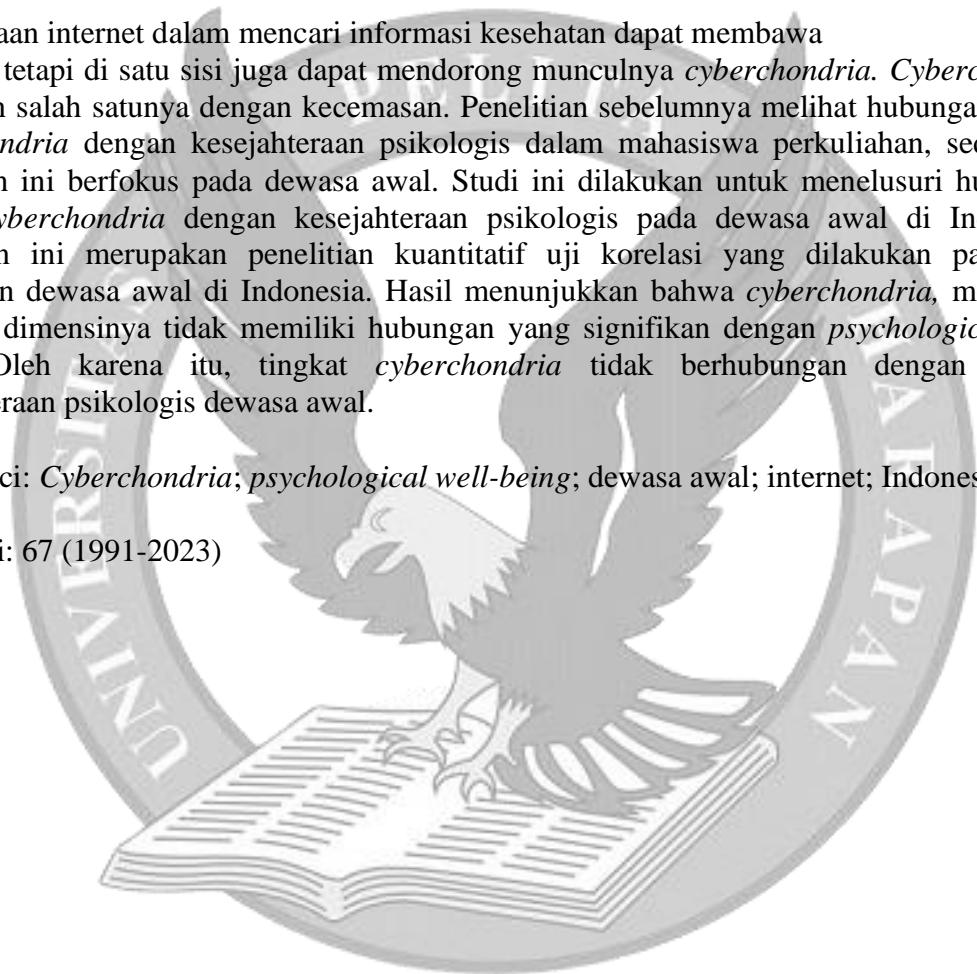 aan internet dalam mencari informasi kesehatan dapat membawa
tetapi di satu sisi juga dapat mendorong munculnya cyberchondria. Cyberc
n salah satunya dengan kecemasan. Penelitian sebelumnya melihat hubunga
ndria dengan kesejahteraan psikologis dalam mahasiswa perkuliahan, sed
n ini berfokus pada dewasa awal. Studi ini dilakukan untuk menelusuri hu
yberchondria dengan kesejahteraan psikologis pada dewasa awal di In
n ini merupakan penelitian kuantitatif uji korelasi yang dilakukan pa
n dewasa awal di Indonesia. Hasil menunjukkan bahwa cyberchondria, m
dimensinya tidak memiliki hubungan yang signifikan dengan psychologic
Oleh karena itu, tingkat cyberchondria tidak berhubungan dengan
eraan psikologis dewasa awal.
ci: Cyberchondria; psychological well-being; dewasa awal; internet; Indones
i: 67 (1991-2023)
UNIVERSITAS PELITA HARAPAN